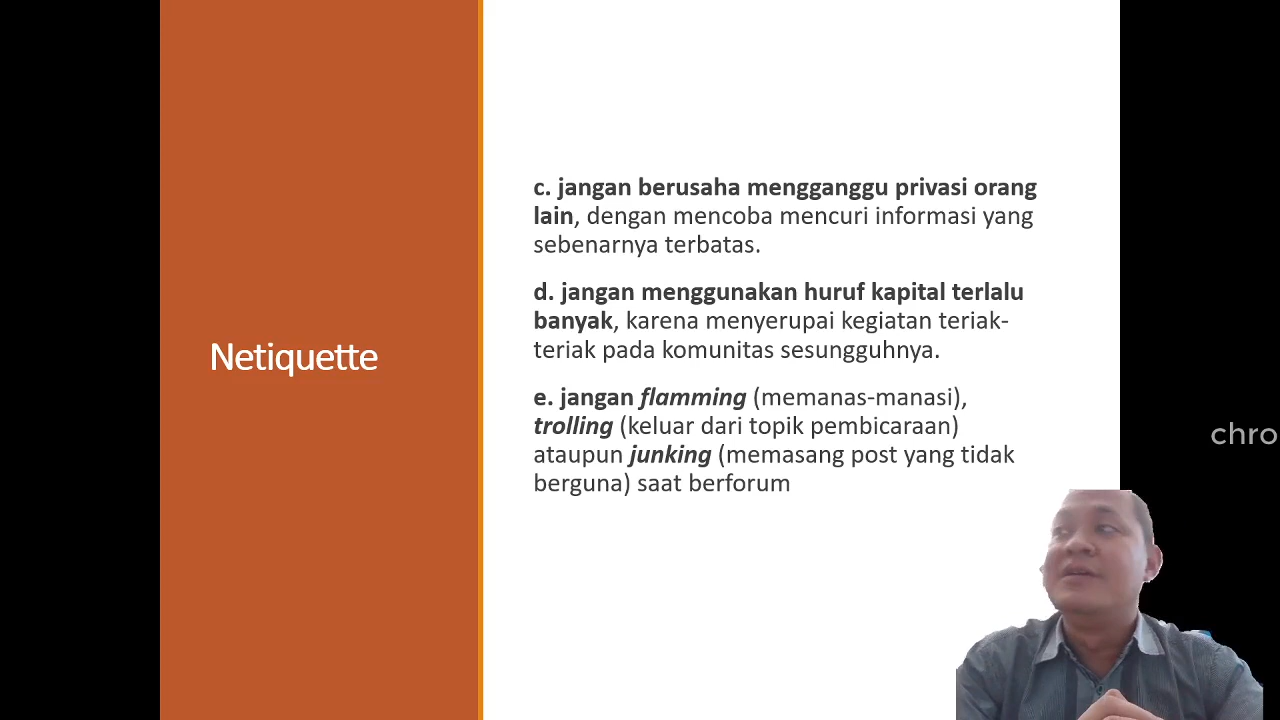 Netiquette
c. jangan berusaha mengganggu privasi orang
lain, dengan mencoba mencuri informasi yang
sebenarnya terbatas.
d. jangan menggunakan huruf kapital terlalu
banyak, karena menyerupai kegiatan teriak-
teriak pada komunitas sesungguhnya.
e. jangan flamming (memanas-manasi),
trolling (keluar dari topik pembicaraan)
ataupun junking (memasang post yang tidak
berguna) saat berforum
chro